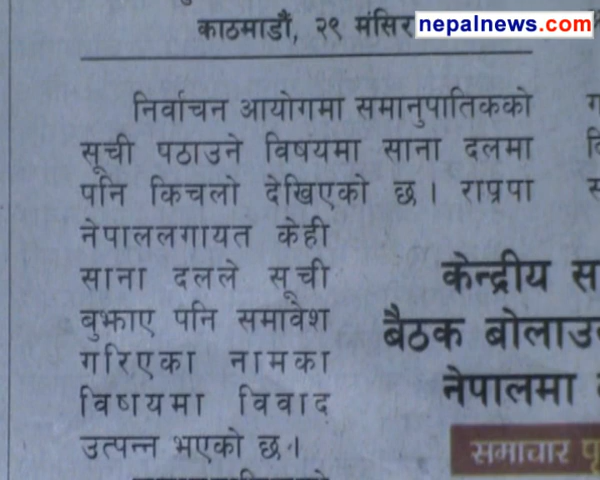 काठमाडौं, २९ मंसिर
nepalnews.com
निर्वाचन आयोगमा समानुपातिकको
सूची पठाउने विषयमा साना दलमा
पनि किचलो देखिएको छ । राप्रपा
नेपाललगायत केही
साना दलले सूची
बुझाए पनि समावेश
गरिएका नामका
विषयमा विवाद
उत्पन्न भएको छ ।
केन्द्रीय
बैठक
नेपालमा
समाचार